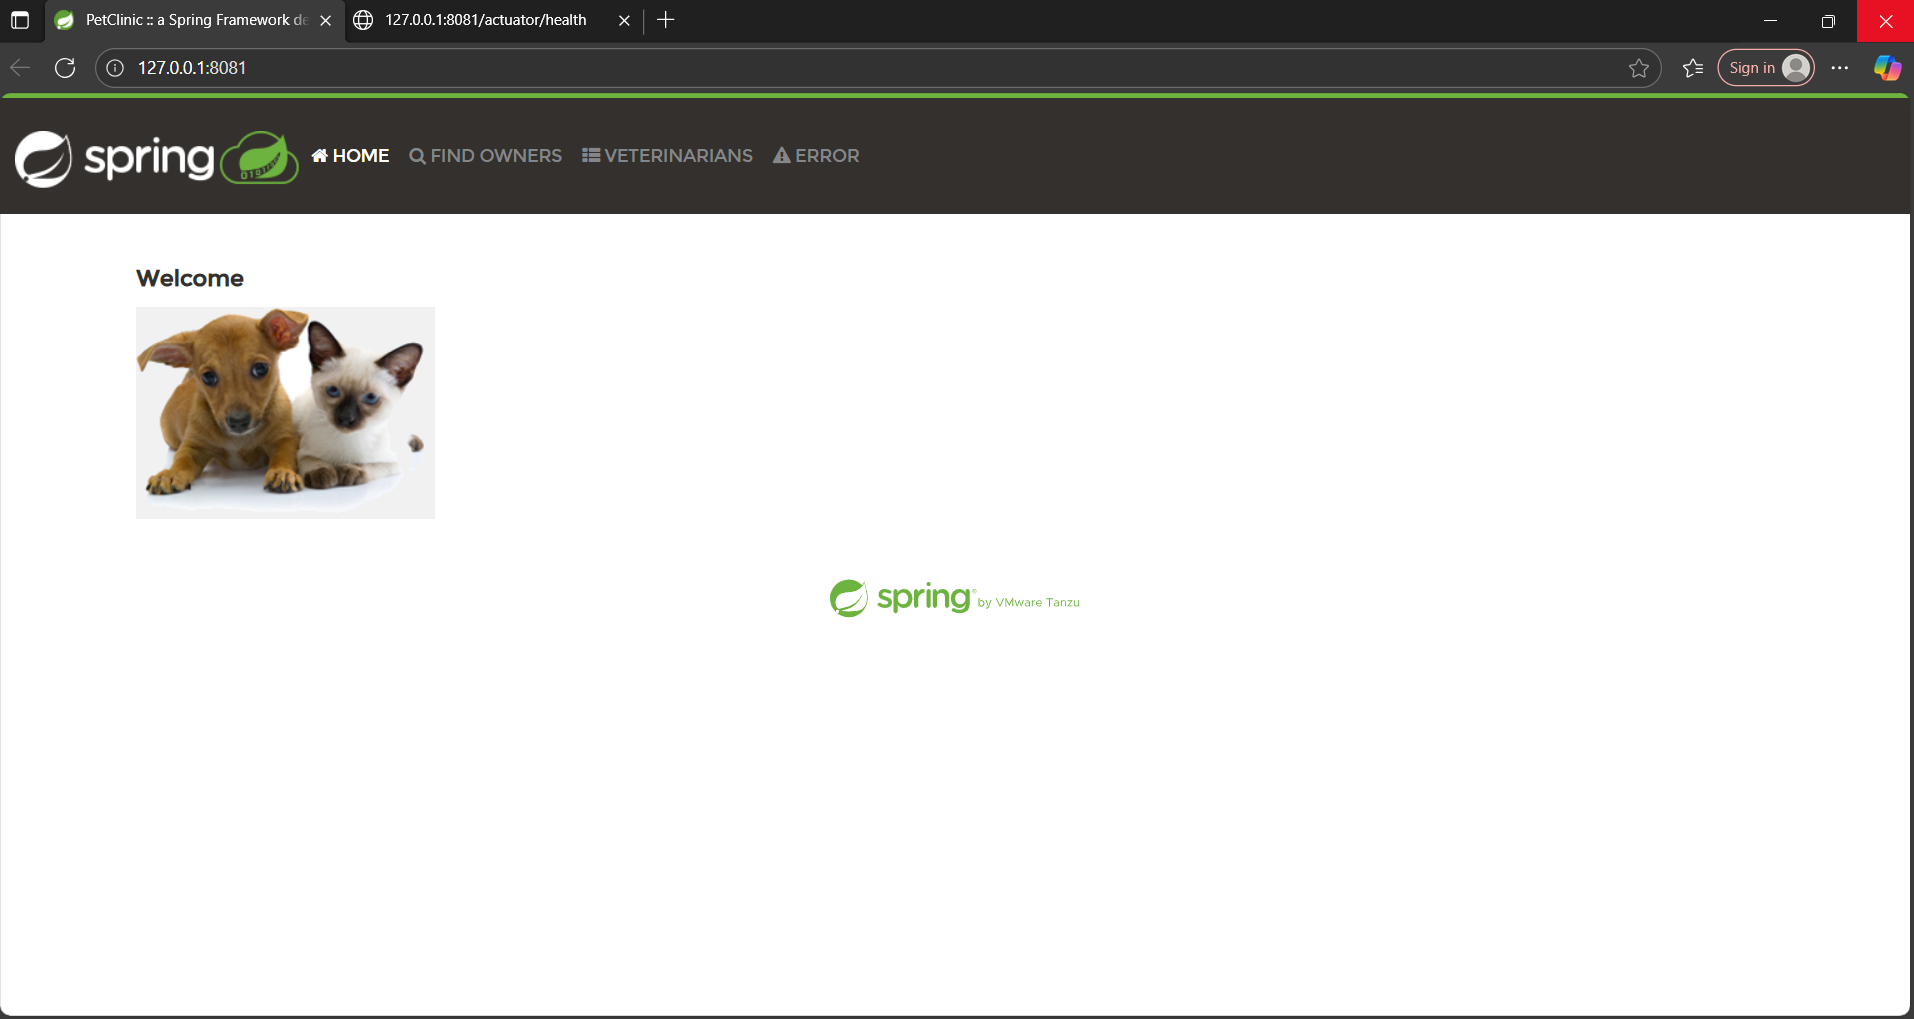 PetClinic :: a Spring Framework de
127.0.0.1:8081/actuator/health
127.0.0.1:8081
Sign in
spring
HOME
FIND OWNERS
VETERINARIANS
ERROR
Welcome
spring® by VMware Tanzu